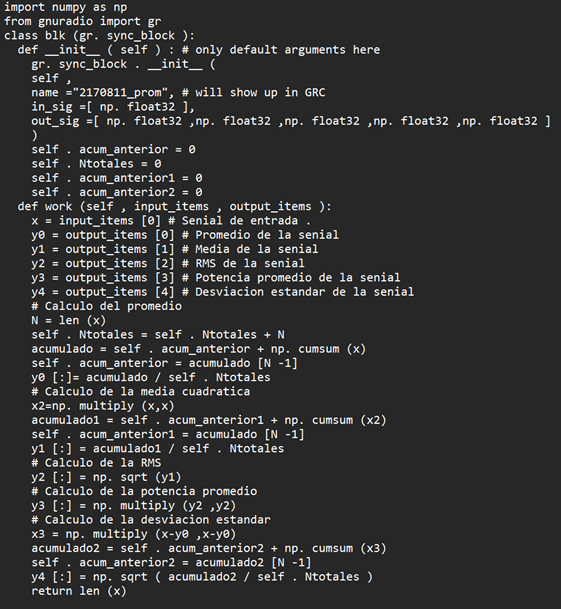 import numpy as np
from gnuradio import gr
class blk (gr. sync_block ):
def __init__ ( self ) : # only default arguments here
gr. sync_block . __init__ (
self ,
name ="2170811_prom", # will show up in GRC
in_sig =[ np. float32 ],
out_sig =[ np. float32 ,np. float32 ,np. float32 ,np. float32 ,np. float32 ]
)
self . acum_anterior = 0
self . Ntotales = 0
self . acum_anterior1 = 0
self . acum_anterior2 = 0
def work (self , input_items , output_items ):
x = input_items [0] # Senial de entrada .
y0 = output_items [0] # Promedio de la senial
y1 = output_items [1] # Media de la senial
y2 = output_items [2] # RMS de la senial
y3 = output_items [3] # Potencia promedio de la senial
y4 = output_items [4] # Desviacion estandar de la senial
# Calculo del promedio
N = len (x)
self . Ntotales = self . Ntotales + N
acumulado = self . acum_anterior + np. cumsum (x)
self . acum_anterior = acumulado [N -1]
y0 [:]= acumulado / self . Ntotales
# Calculo de la media cuadratica
x2=np. multiply (x,x)
acumulado1 = self . acum_anterior1 + np. cumsum (x2)
self . acum_anterior1 = acumulado [N -1]
y1 [:] = acumulado1 / self . Ntotales
# Calculo de la RMS
y2 [:] = np. sqrt (y1)
# Calculo de la potencia promedio
y3 [:] = np. multiply (y2 ,y2)
# Calculo de la desviacion estandar
x3 = np. multiply (x-y0 ,x-y0)
acumulado2 = self . acum_anterior2 + np. cumsum (x3)
self . acum_anterior2 = acumulado2 [N -1]
y4 [:] = np. sqrt ( acumulado2 / self . Ntotales )
return len (x)